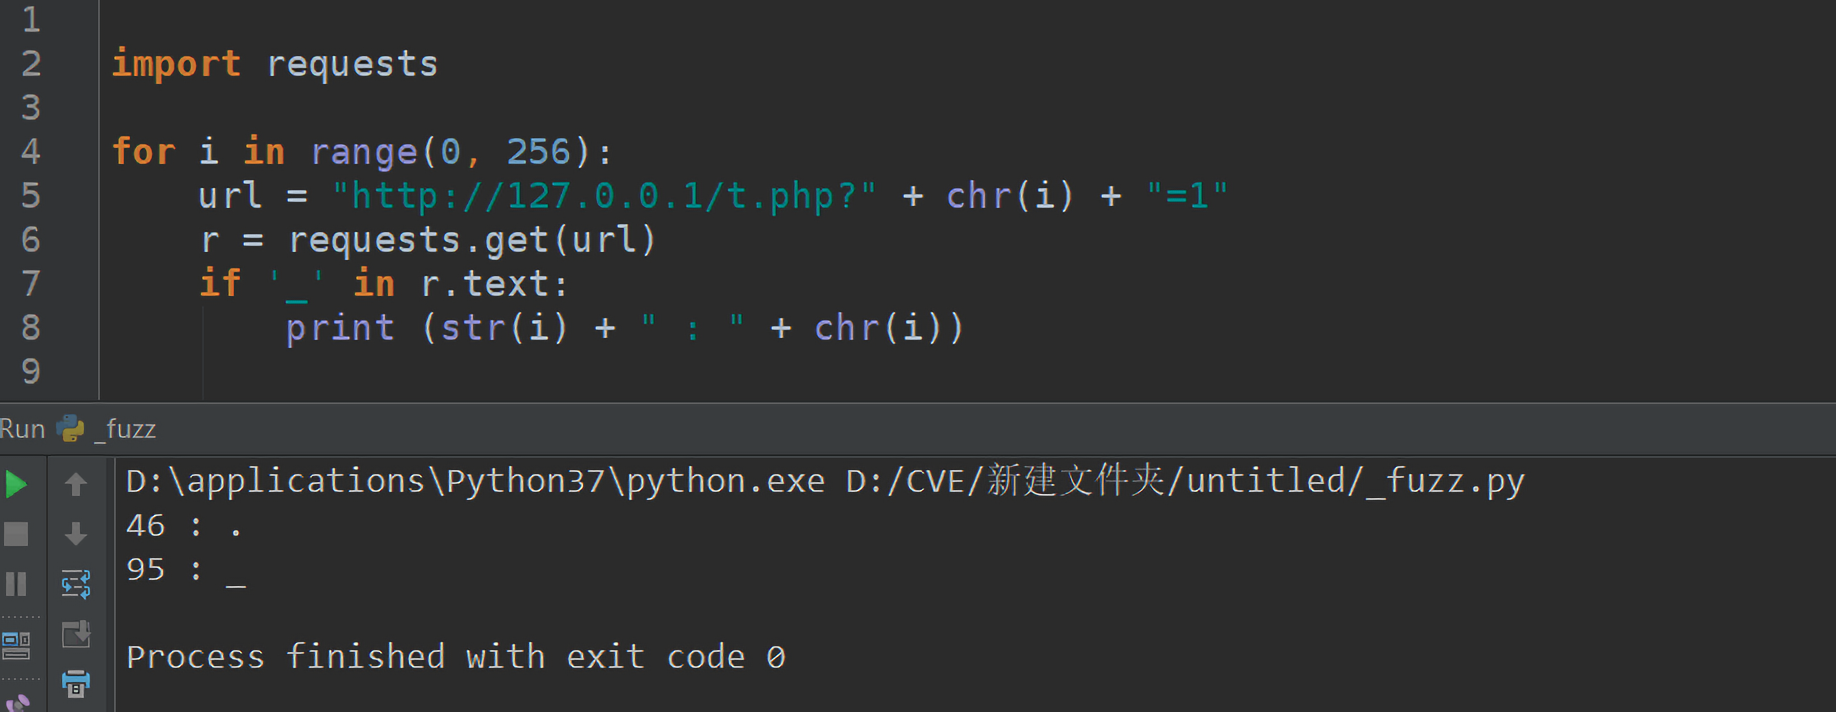 1
2 import requests
3
4 for i in range(0, 256):
5 url = "http://127.0.0.1/t.php?" + chr(i) + "=1"
6 r = requests.get(url)
7 if '_' in r.text:
8 print (str(i) + " : " + chr(i))
9
Run _fuzz
D:\applications\Python37\python.exe D:/CVE/新建文件夹/untitled/_fuzz.py
46 : .
95 : _
Process finished with exit code 0